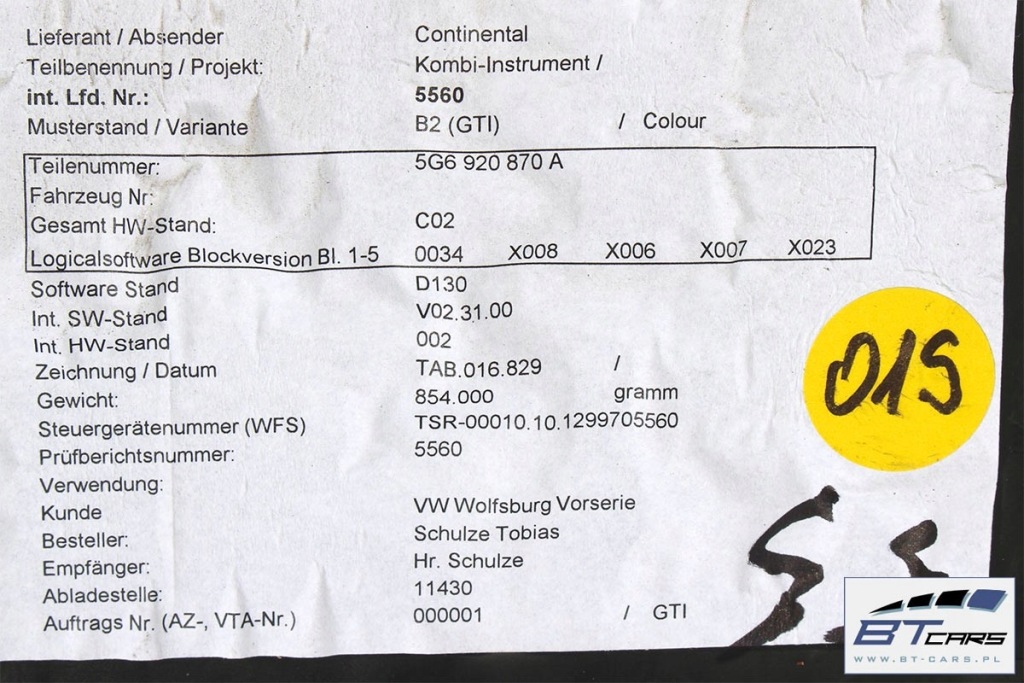 Lieferant / Absender Continental
Teilbenennung / Projekt: Kombi-Instrument /
int. Lfd. Nr.: 5560
Musterstand / Variante B2 (GTI) / Colour
Teilenummer: 5G6 920 870 A
Fahrzeug Nr:
Gesamt HW-Stand: C02
Logicalsoftware Blockversion Bl. 1-5 0034 X008 X006 X007 X023
Software Stand D130
Int. SW-Stand V02.31.00
Int. HW-Stand 002
Zeichnung / Datum TAB.016.829 /
Gewicht: 854.000 gramm
Steuergerätenummer (WFS) TSR-00010.10.1299705560
Prüfberichtsnummer: 5560
Verwendung:
Kunde VW Wolfsburg Vorserie
Besteller: Schulze Tobias
Empfänger: Hr. Schulze
Abladestelle: 11430
Auftrags Nr. (AZ-, VTA-Nr.) 000001 / GTI
01S
BT CARS
WWW.BT-CARS.PL